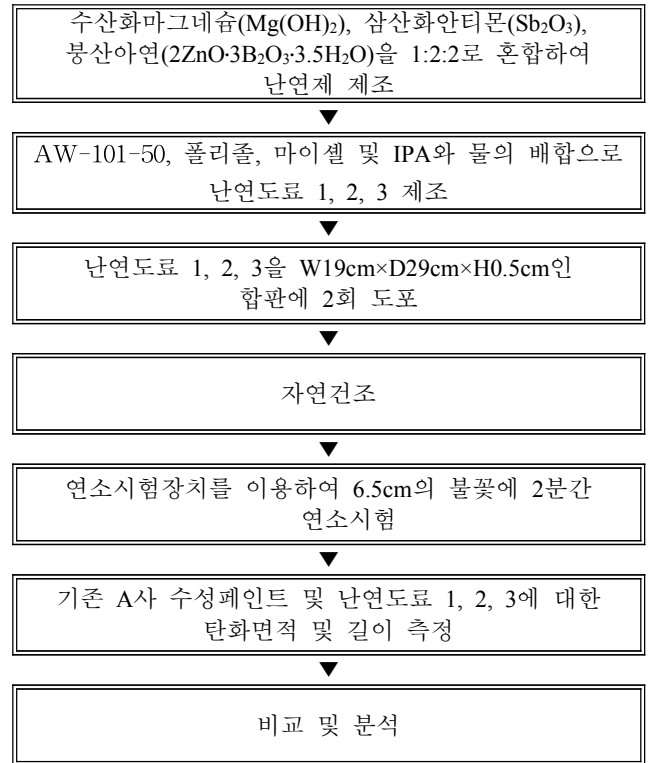 수산화마그네슘(Mg(OH)₂), 삼산화안티몬(Sb₂O₃),
붕산아연(2ZnO·3B₂O₃·3.5H₂O)을 1:2:2로 혼합하여
난연제 제조
▼
AW-101-50, 폴리졸, 마이셸 및 IPA와 물의 배합으로
난연도료 1, 2, 3 제조
▼
난연도료 1, 2, 3을 W19cm×D29cm×H0.5cm인
합판에 2회 도포
▼
자연건조
▼
연소시험장치를 이용하여 6.5cm의 불꽃에 2분간
연소시험
▼
기존 A사 수성페인트 및 난연도료 1, 2, 3에 대한
탄화면적 및 길이 측정
▼
비교 및 분석